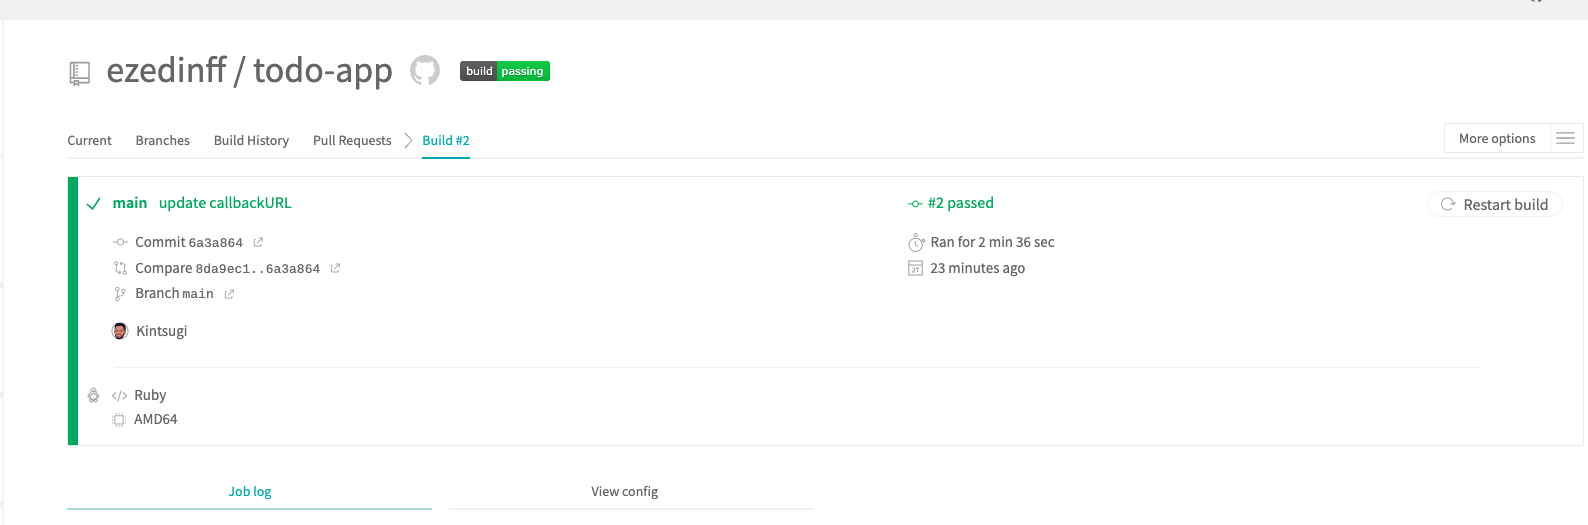 ezedinff / todo-app build passing
Current Branches Build History Pull Requests Build #2 More options
main update callbackURL #2 passed Restart build
Commit 6a3a864 Ran for 2 min 36 sec
Compare 8da9ec1..6a3a864 23 minutes ago
Branch main
Kintsugi
Ruby
AMD64
Job log View config